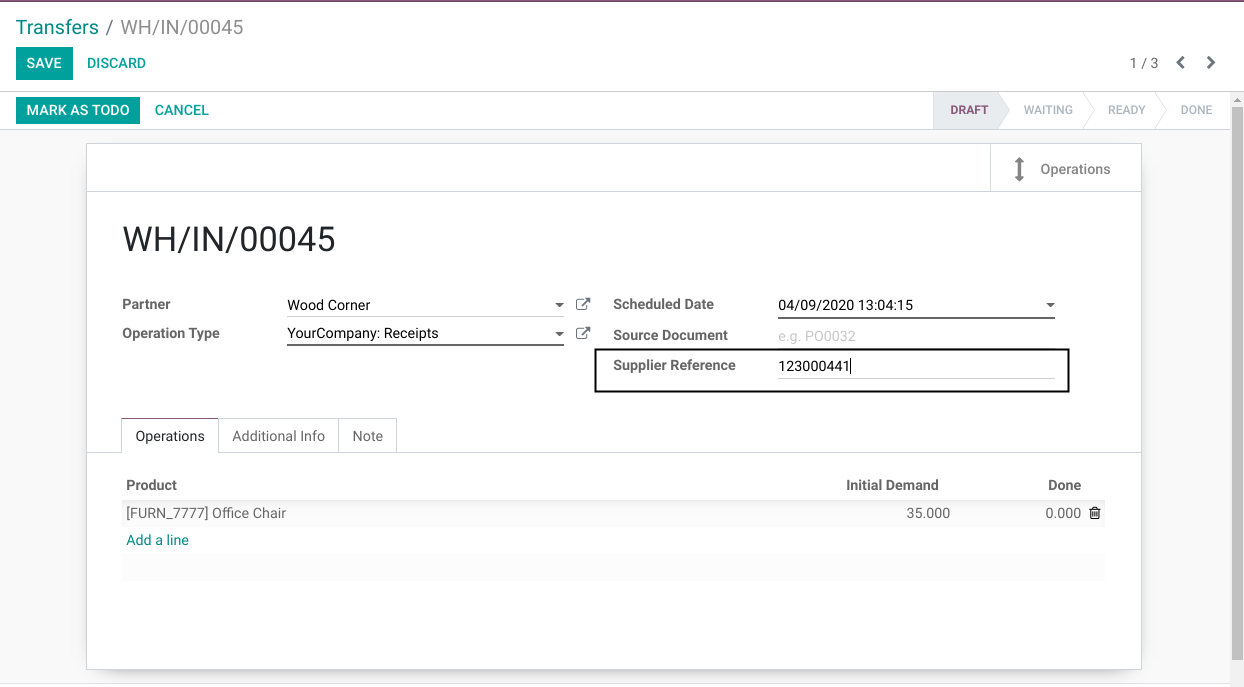 Transfers / WH/IN/00045
SAVE DISCARD 1 / 3
MARK AS TODO CANCEL DRAFT WAITING READY DONE
Operations
WH/IN/00045
Partner Wood Corner Scheduled Date 04/09/2020 13:04:15
Operation Type YourCompany: Receipts Source Document e.g. PO0032
Supplier Reference 123000441
Operations Additional Info Note
Product Initial Demand Done
[FURN_7777] Office Chair 35.000 0.000
Add a line